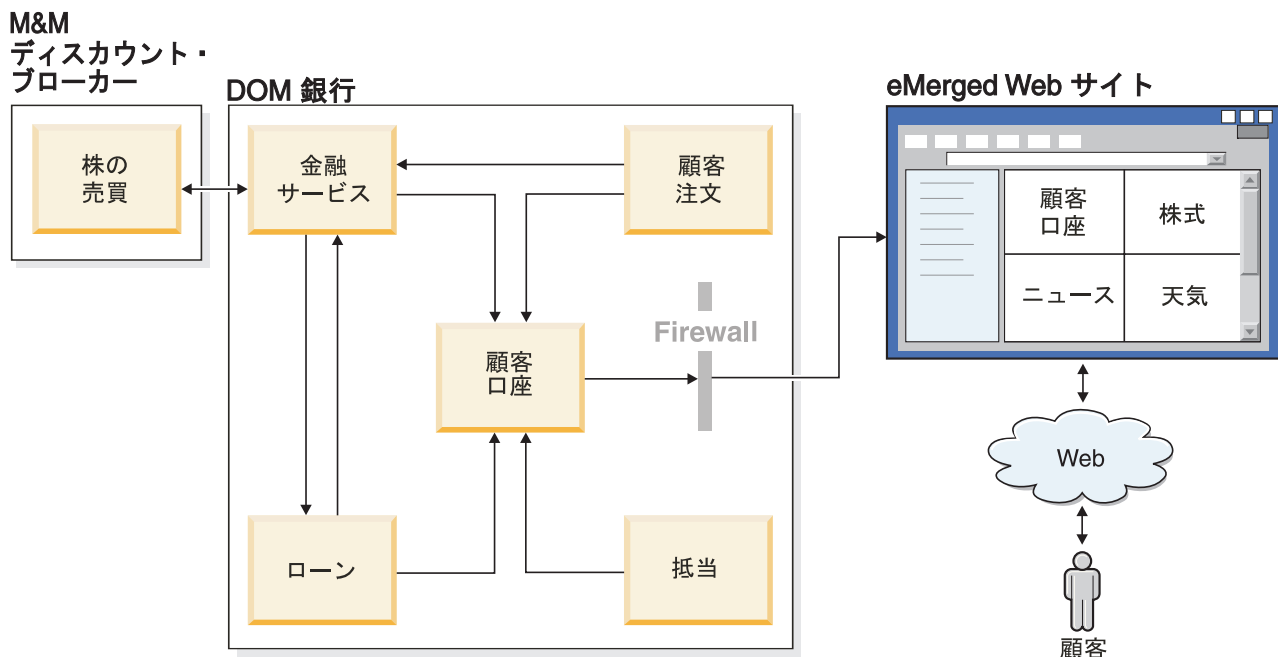 M&M
ディスカウント・
ブローカー
株の
売買
DOM 銀行
金融
サービス
顧客
注文
顧客
口座
Firewall
ローン
抵当
eMerged Web サイト
顧客
口座
株式
ニュース
天気
Web
顧客